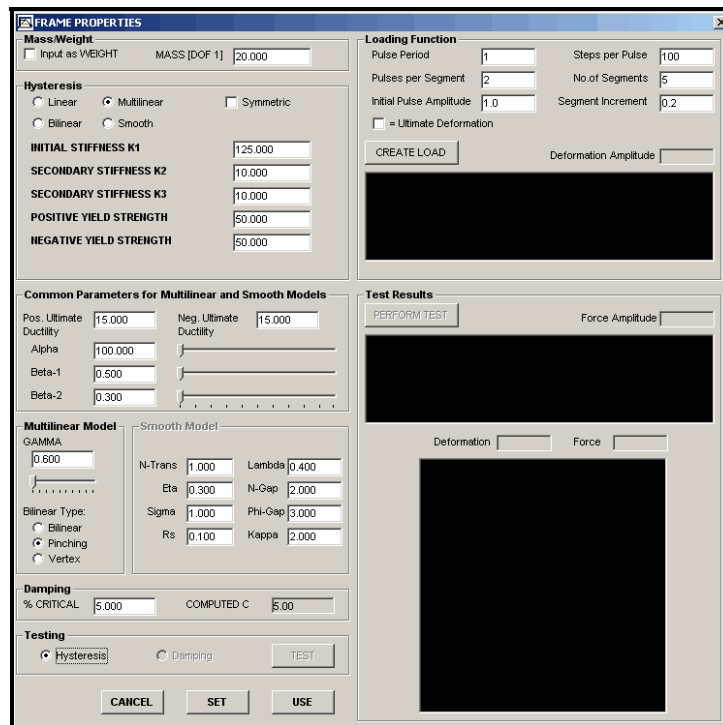 FRAME PROPERTIES
Mass/Weight
Input as WEIGHT MASS [DOF 1] 20.000
Hysteresis
Linear Multilinear Symmetric
Bilinear Smooth
INITIAL STIFFNESS K1 125.000
SECONDARY STIFFNESS K2 10.000
SECONDARY STIFFNESS K3 10.000
POSITIVE YIELD STRENGTH 50.000
NEGATIVE YIELD STRENGTH 50.000
Common Parameters for Multilinear and Smooth Models
Pos. Ultimate Ductility 15.000 Neg. Ultimate Ductility 15.000
Alpha 100.000
Beta-1 0.500
Beta-2 0.300
Multilinear Model
GAMMA
0.600
Bilinear Type:
Bilinear
Pinching
Vertex
Smooth Model
N-Trans 1.000 Lambda 0.400
Eta 0.300 N-Gap 2.000
Sigma 1.000 Phi-Gap 3.000
Rs 0.100 Kappa 2.000
Damping
% CRITICAL 5.000 COMPUTED C 5.00
Testing
Hysteresis Damping TEST
CANCEL SET USE
Loading Function
Pulse Period 1 Steps per Pulse 100
Pulses per Segment 2 No.of Segments 5
Initial Pulse Amplitude 1.0 Segment Increment 0.2
= Ultimate Deformation
CREATE LOAD Deformation Amplitude
Test Results
PERFORM TEST Force Amplitude
Deformation Force